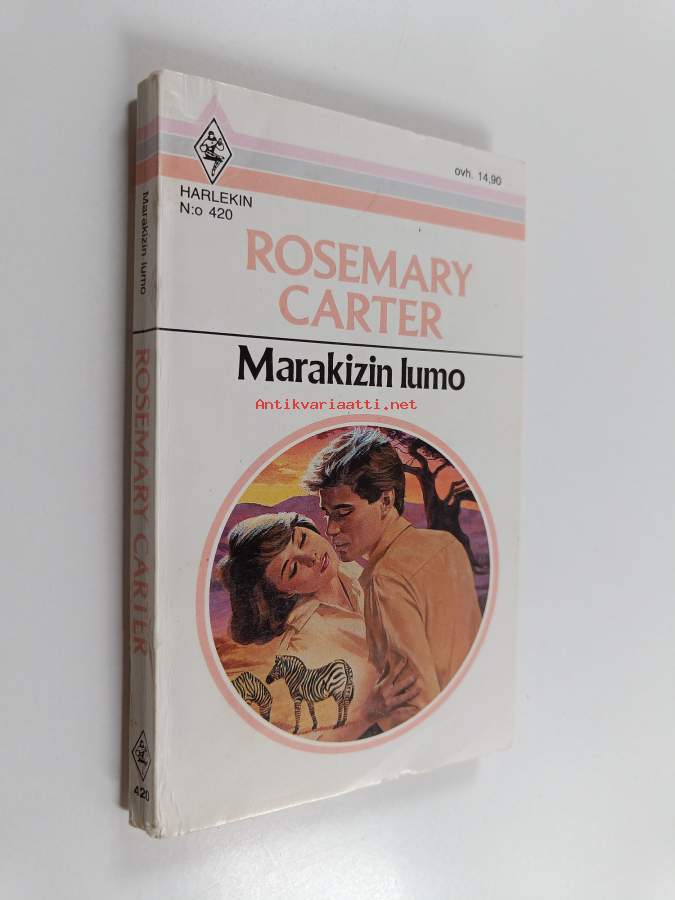 ovh. 14,90
HARLEKIN
N:o 420
ROSEMARY
CARTER
Marakizin lumo
Antikvariaatti.net
Marakizin lumo
ROSEMARY CARTER
420